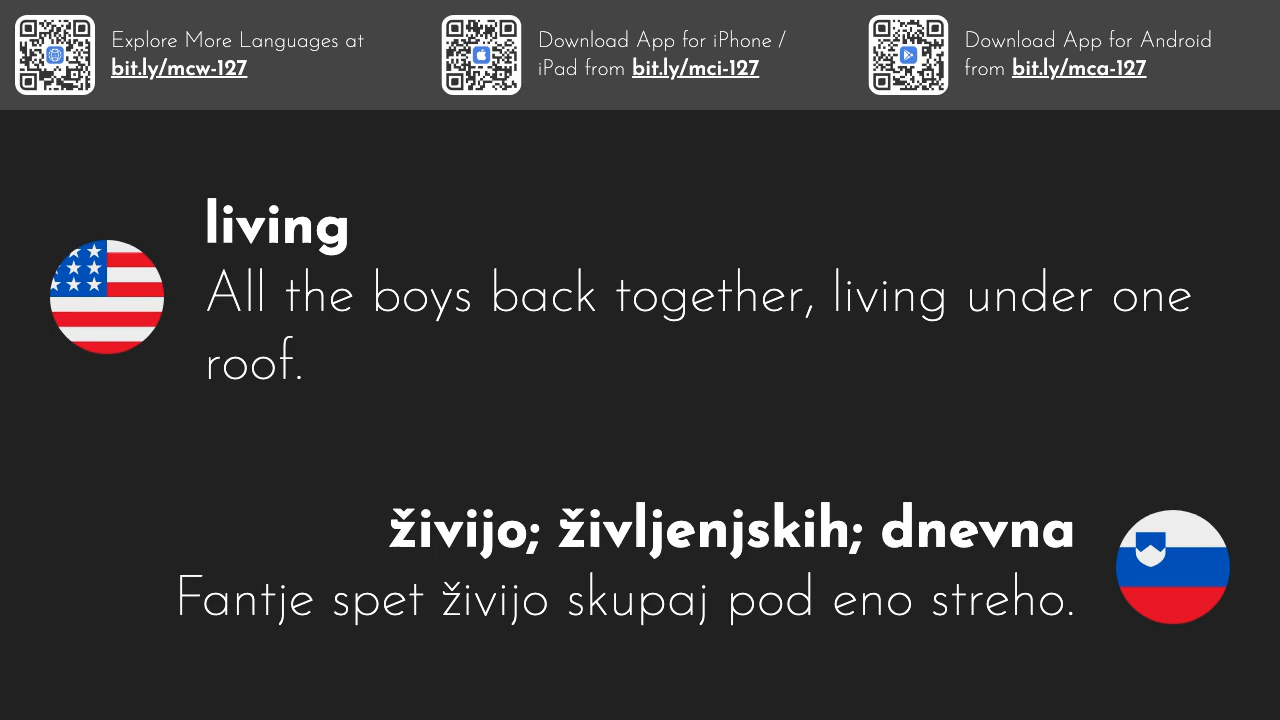 Explore More Languages at
bit.ly/mcw-127
Download App for iPhone /
iPad from bit.ly/mci-127
Download App for Android
from bit.ly/mca-127
living
All the boys back together, living under one
roof.
živijo; življenjskih; dnevna
Fantje spet živijo skupaj pod eno streho.